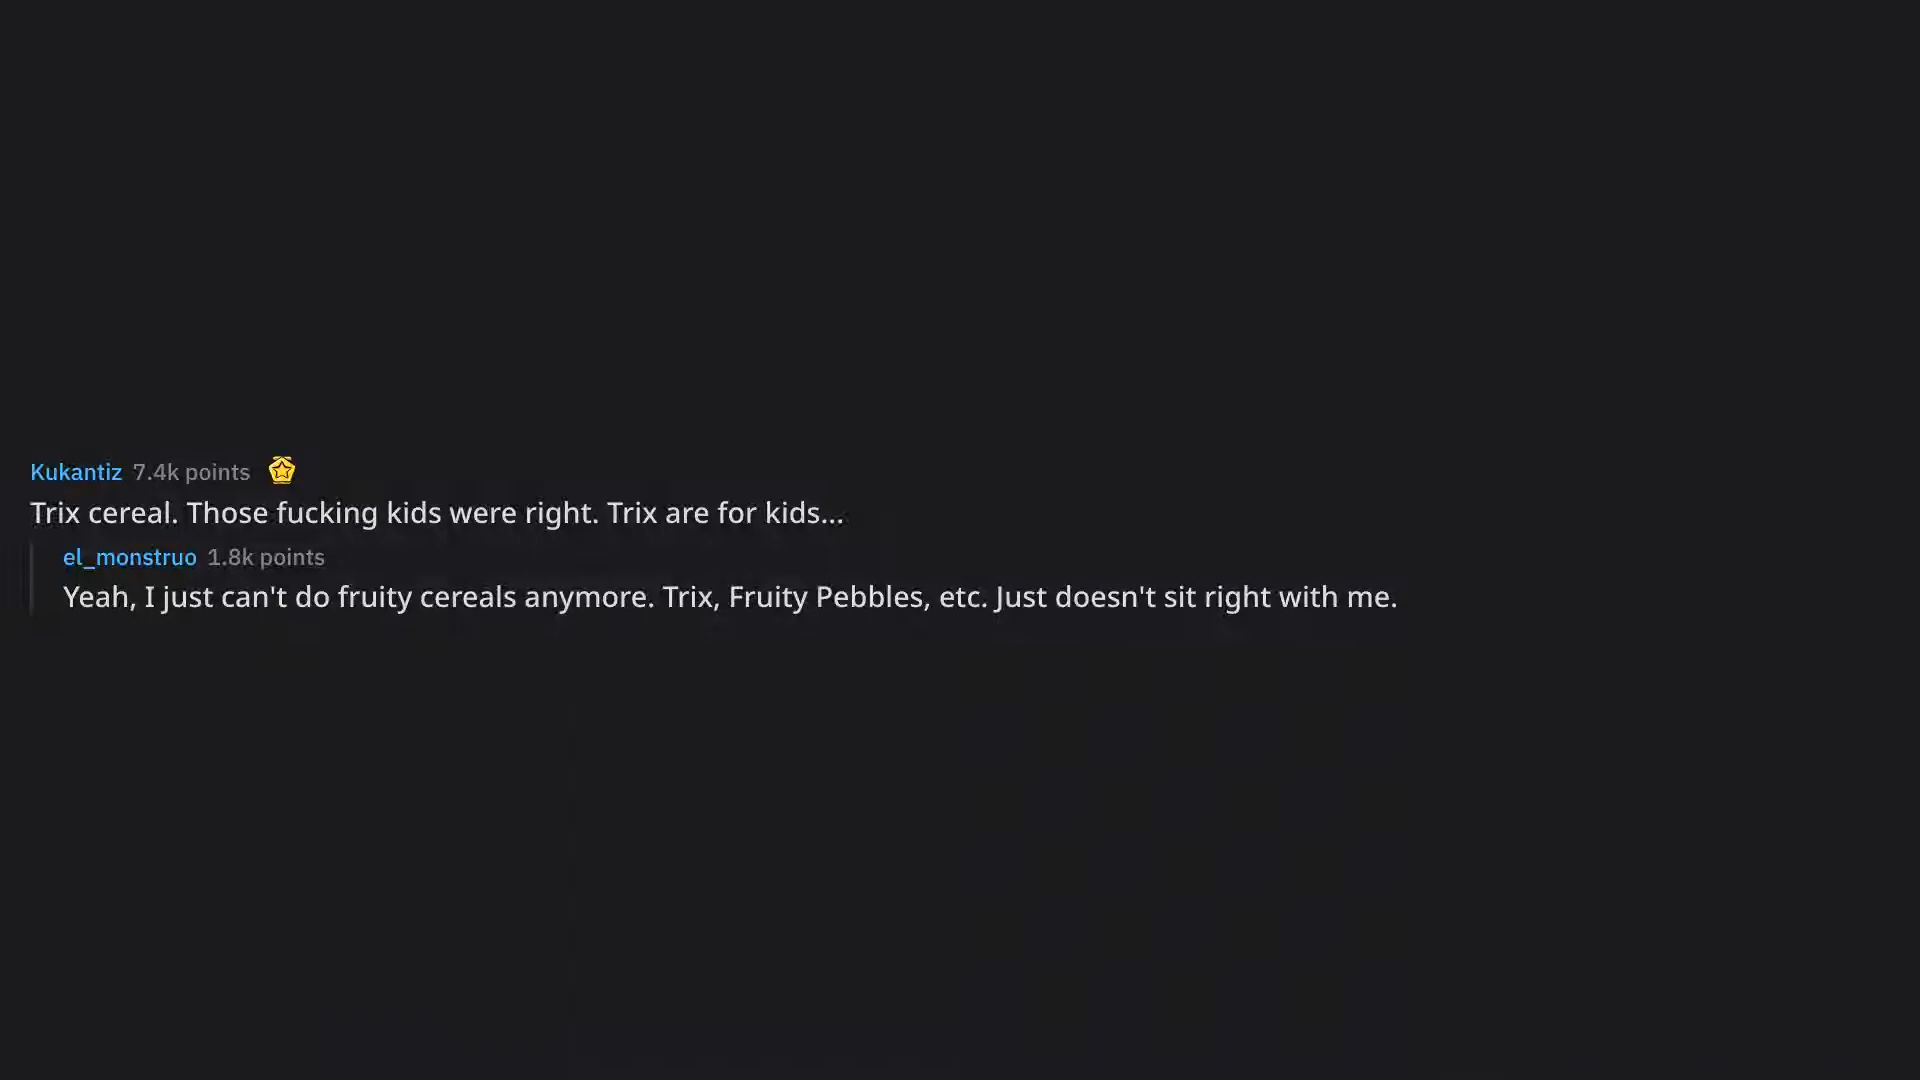 Kukantiz 7.4k points
Trix cereal. Those fucking kids were right. Trix are for kids...
el_monstruo 1.8k points
Yeah, I just can't do fruity cereals anymore. Trix, Fruity Pebbles, etc. Just doesn't sit right with me.